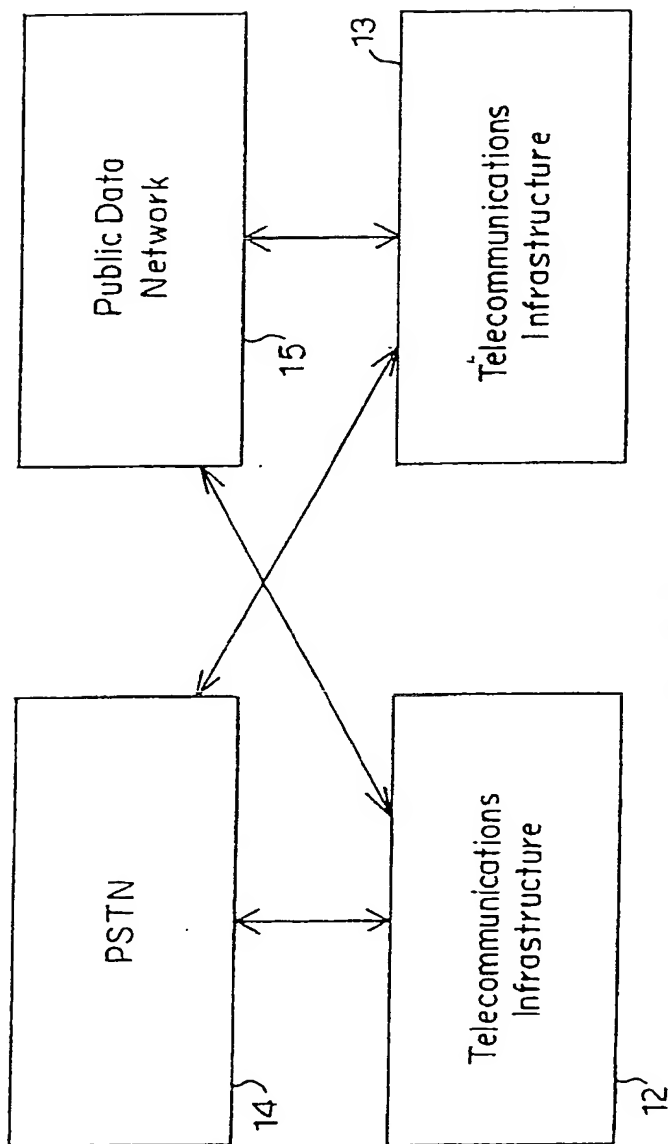 PSTN
14
Public Data
Network
15
Telecommunications
Infrastructure
12
Telecommunications
Infrastructure
13